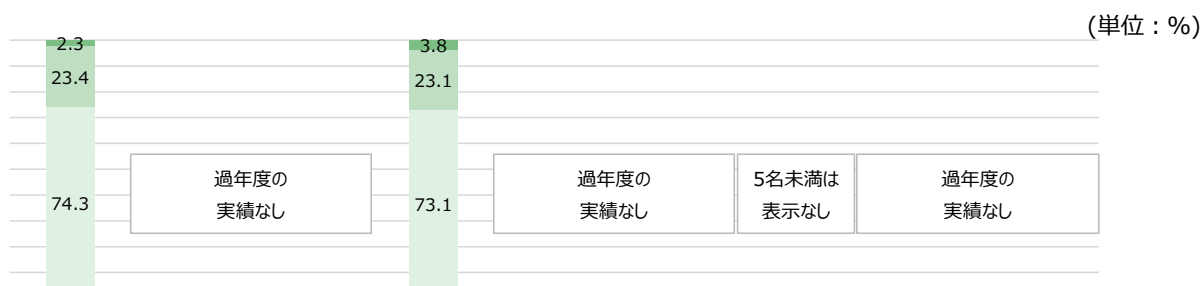 (単位：%)
2.3
3.8
23.4
23.1
過年度の
実績なし
過年度の
実績なし
5名未満は
表示なし
過年度の
実績なし
74.3
73.1